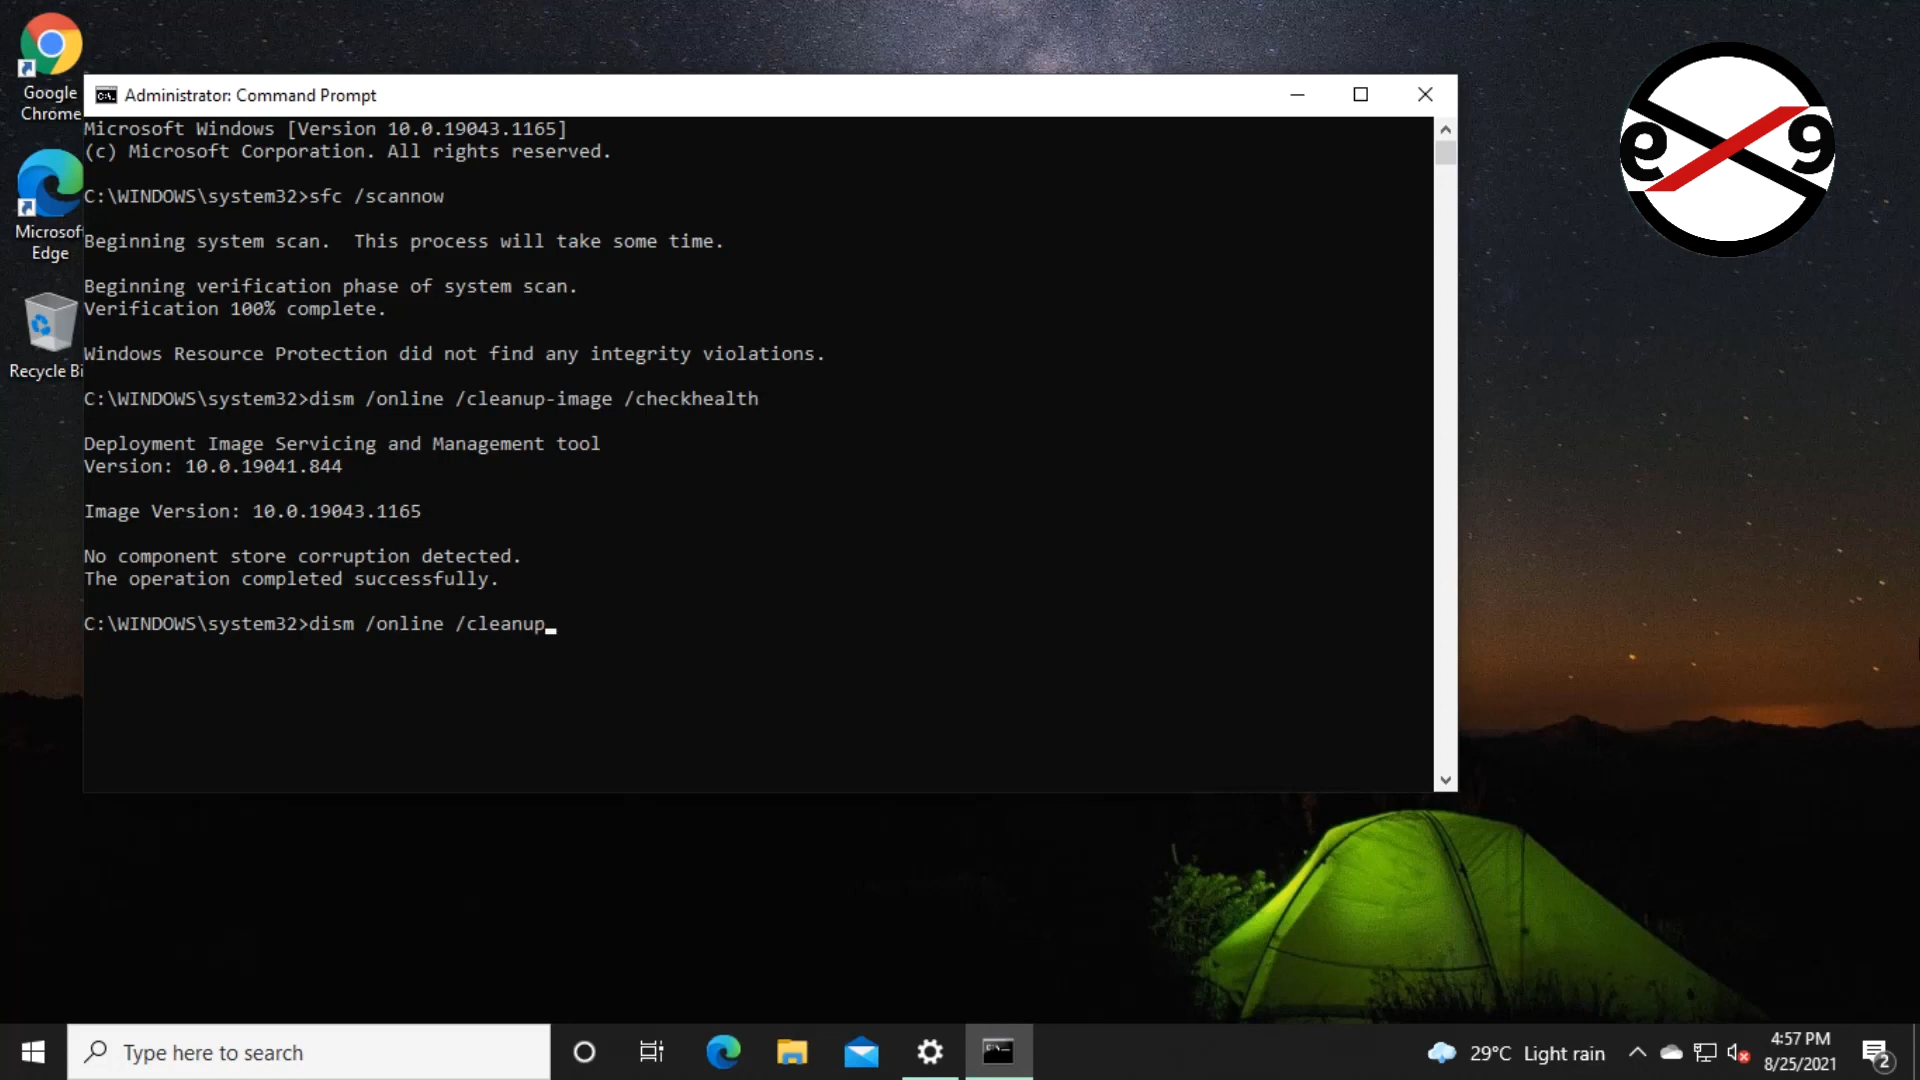 Google
Chrome
Microsof
Edge
Recycle Bi
Administrator: Command Prompt
Microsoft Windows [Version 10.0.19043.1165]
(c) Microsoft Corporation. All rights reserved.
C:\WINDOWS\system32>sfc /scannow
Beginning system scan.  This process will take some time.
Beginning verification phase of system scan.
Verification 100% complete.
Windows Resource Protection did not find any integrity violations.
C:\WINDOWS\system32>dism /online /cleanup-image /checkhealth
Deployment Image Servicing and Management tool
Version: 10.0.19041.844
Image Version: 10.0.19043.1165
No component store corruption detected.
The operation completed successfully.
C:\WINDOWS\system32>dism /online /cleanup
Type here to search
29°C Light rain
4:57 PM
8/25/2021
2